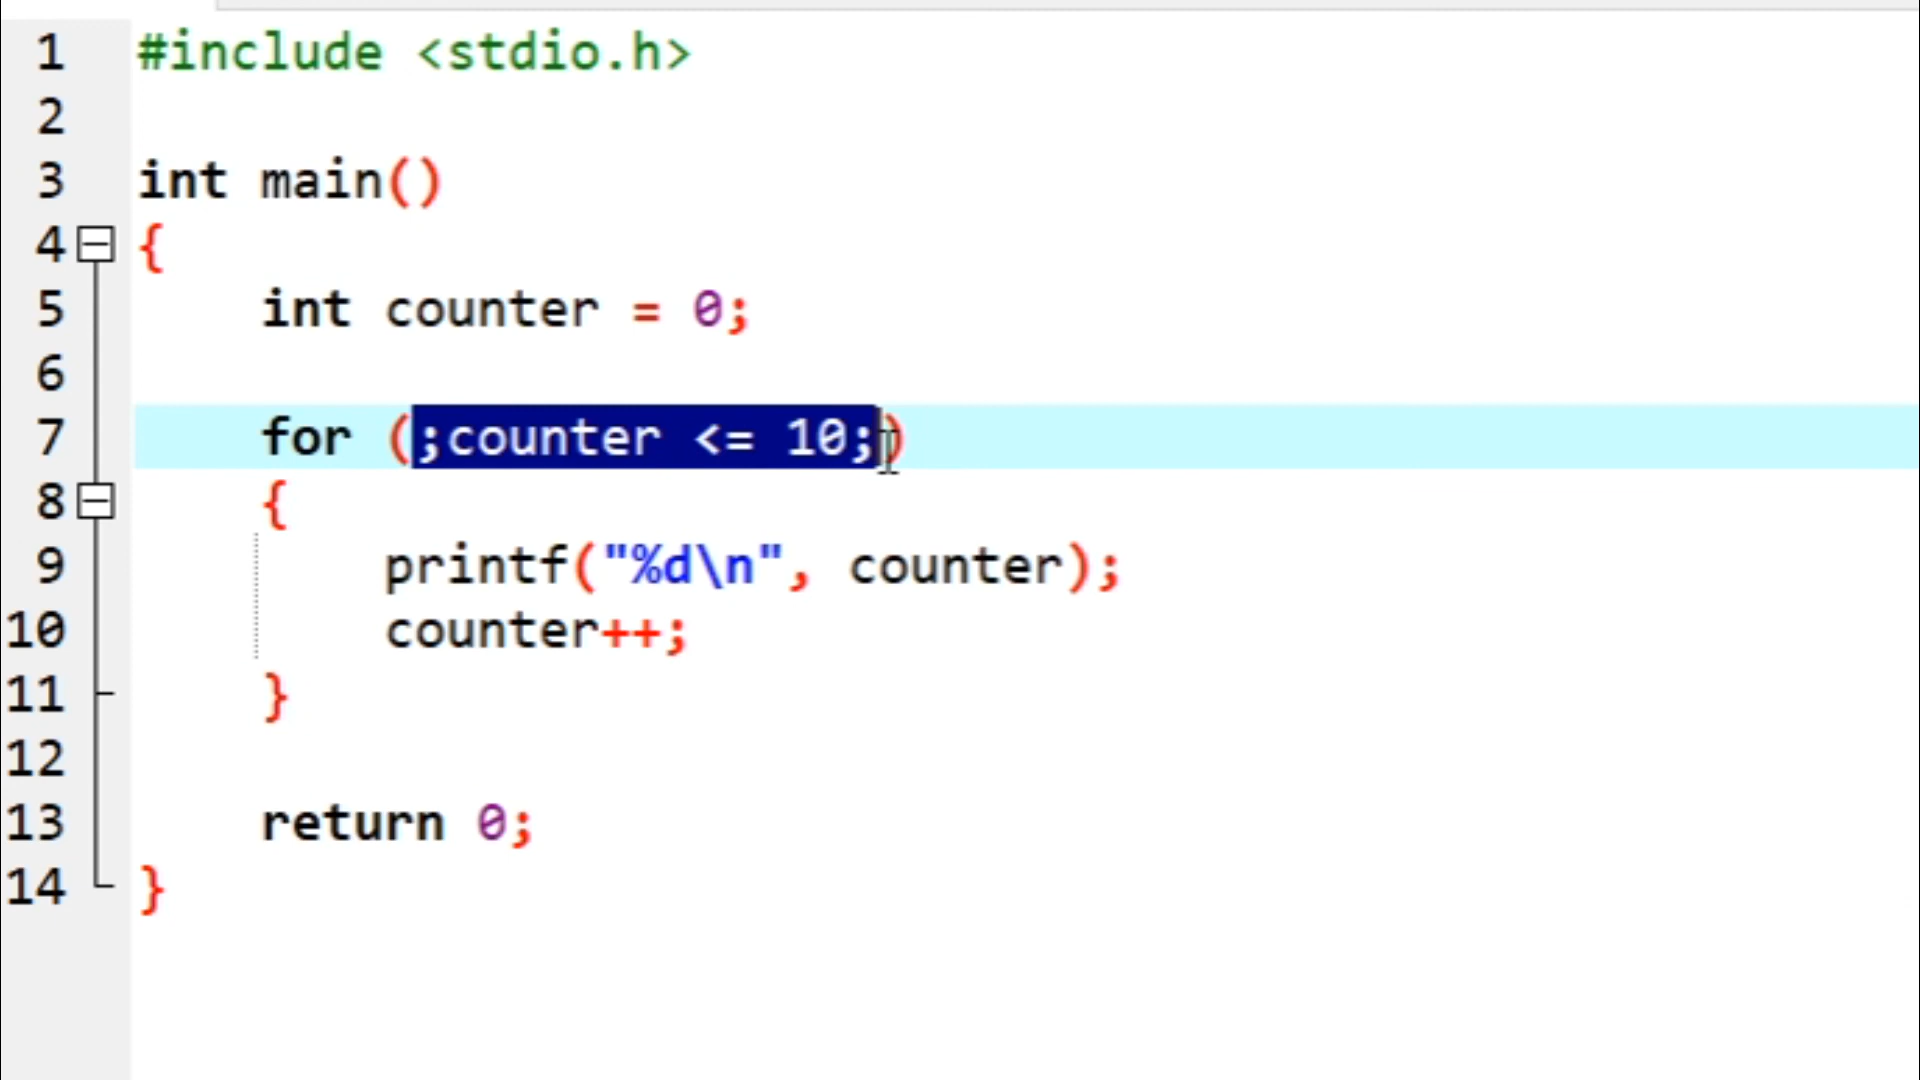 1 #include <stdio.h>
2
3 int main()
4 {
5 int counter = 0;
6
7 for (;counter <= 10;)
8 {
9 printf("%d\n", counter);
10 counter++;
11 }
12
13 return 0;
14 }